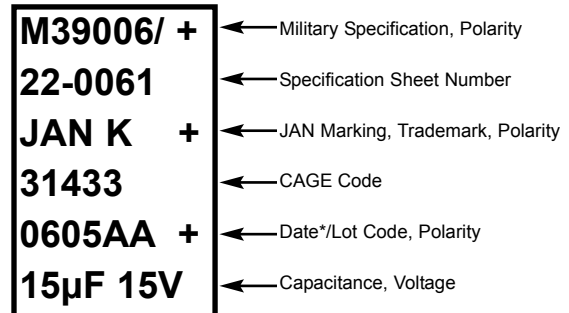 M39006/ + Military Specification, Polarity
22-0061 Specification Sheet Number
JAN K + JAN Marking, Trademark, Polarity
31433 CAGE Code
0605AA + Date*/Lot Code, Polarity
15µF 15V Capacitance, Voltage